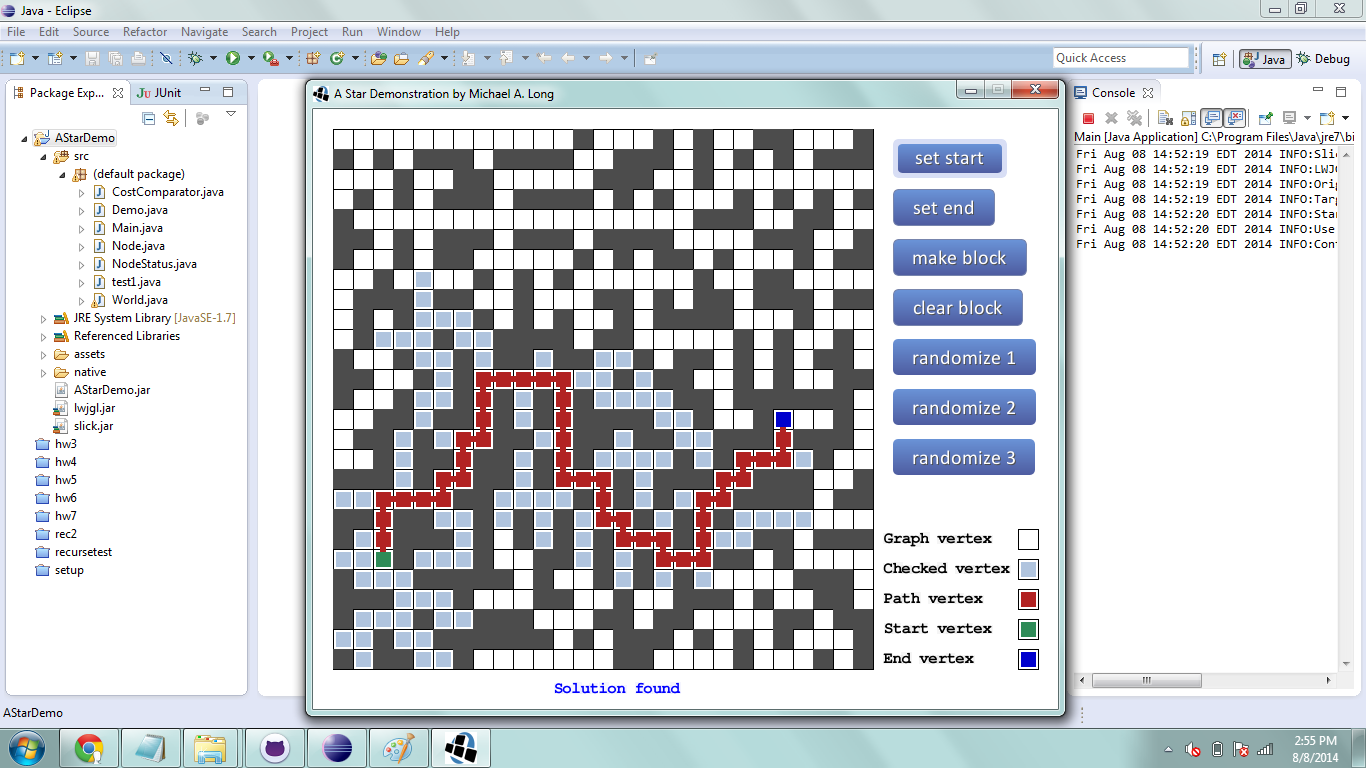 Java - Eclipse
File Edit Source Refactor Navigate Search Project Run Window Help
Quick Access
Java
Debug
Package Exp...
JUnit
AStarDemo
src
(default package)
CostComparator.java
Demo.java
Main.java
Node.java
NodeStatus.java
test1.java
World.java
JRE System Library [JavaSE-1.7]
Referenced Libraries
assets
native
AStarDemo.jar
lwjgl.jar
slick.jar
hw3
hw4
hw5
hw6
hw7
rec2
recursetest
setup
A Star Demonstration by Michael A. Long
set start
set end
make block
clear block
randomize 1
randomize 2
randomize 3
Graph vertex
Checked vertex
Path vertex
Start vertex
End vertex
Solution found
Console
Main [Java Application] C:\Program Files\Java\jre7\bi
Fri Aug 08 14:52:19 EDT 2014 INFO:Sli
Fri Aug 08 14:52:19 EDT 2014 INFO:LWJ
Fri Aug 08 14:52:19 EDT 2014 INFO:Ori
Fri Aug 08 14:52:19 EDT 2014 INFO:Tar
Fri Aug 08 14:52:20 EDT 2014 INFO:Sta
Fri Aug 08 14:52:20 EDT 2014 INFO:Use
Fri Aug 08 14:52:20 EDT 2014 INFO:Con
AStarDemo
2:55 PM
8/8/2014